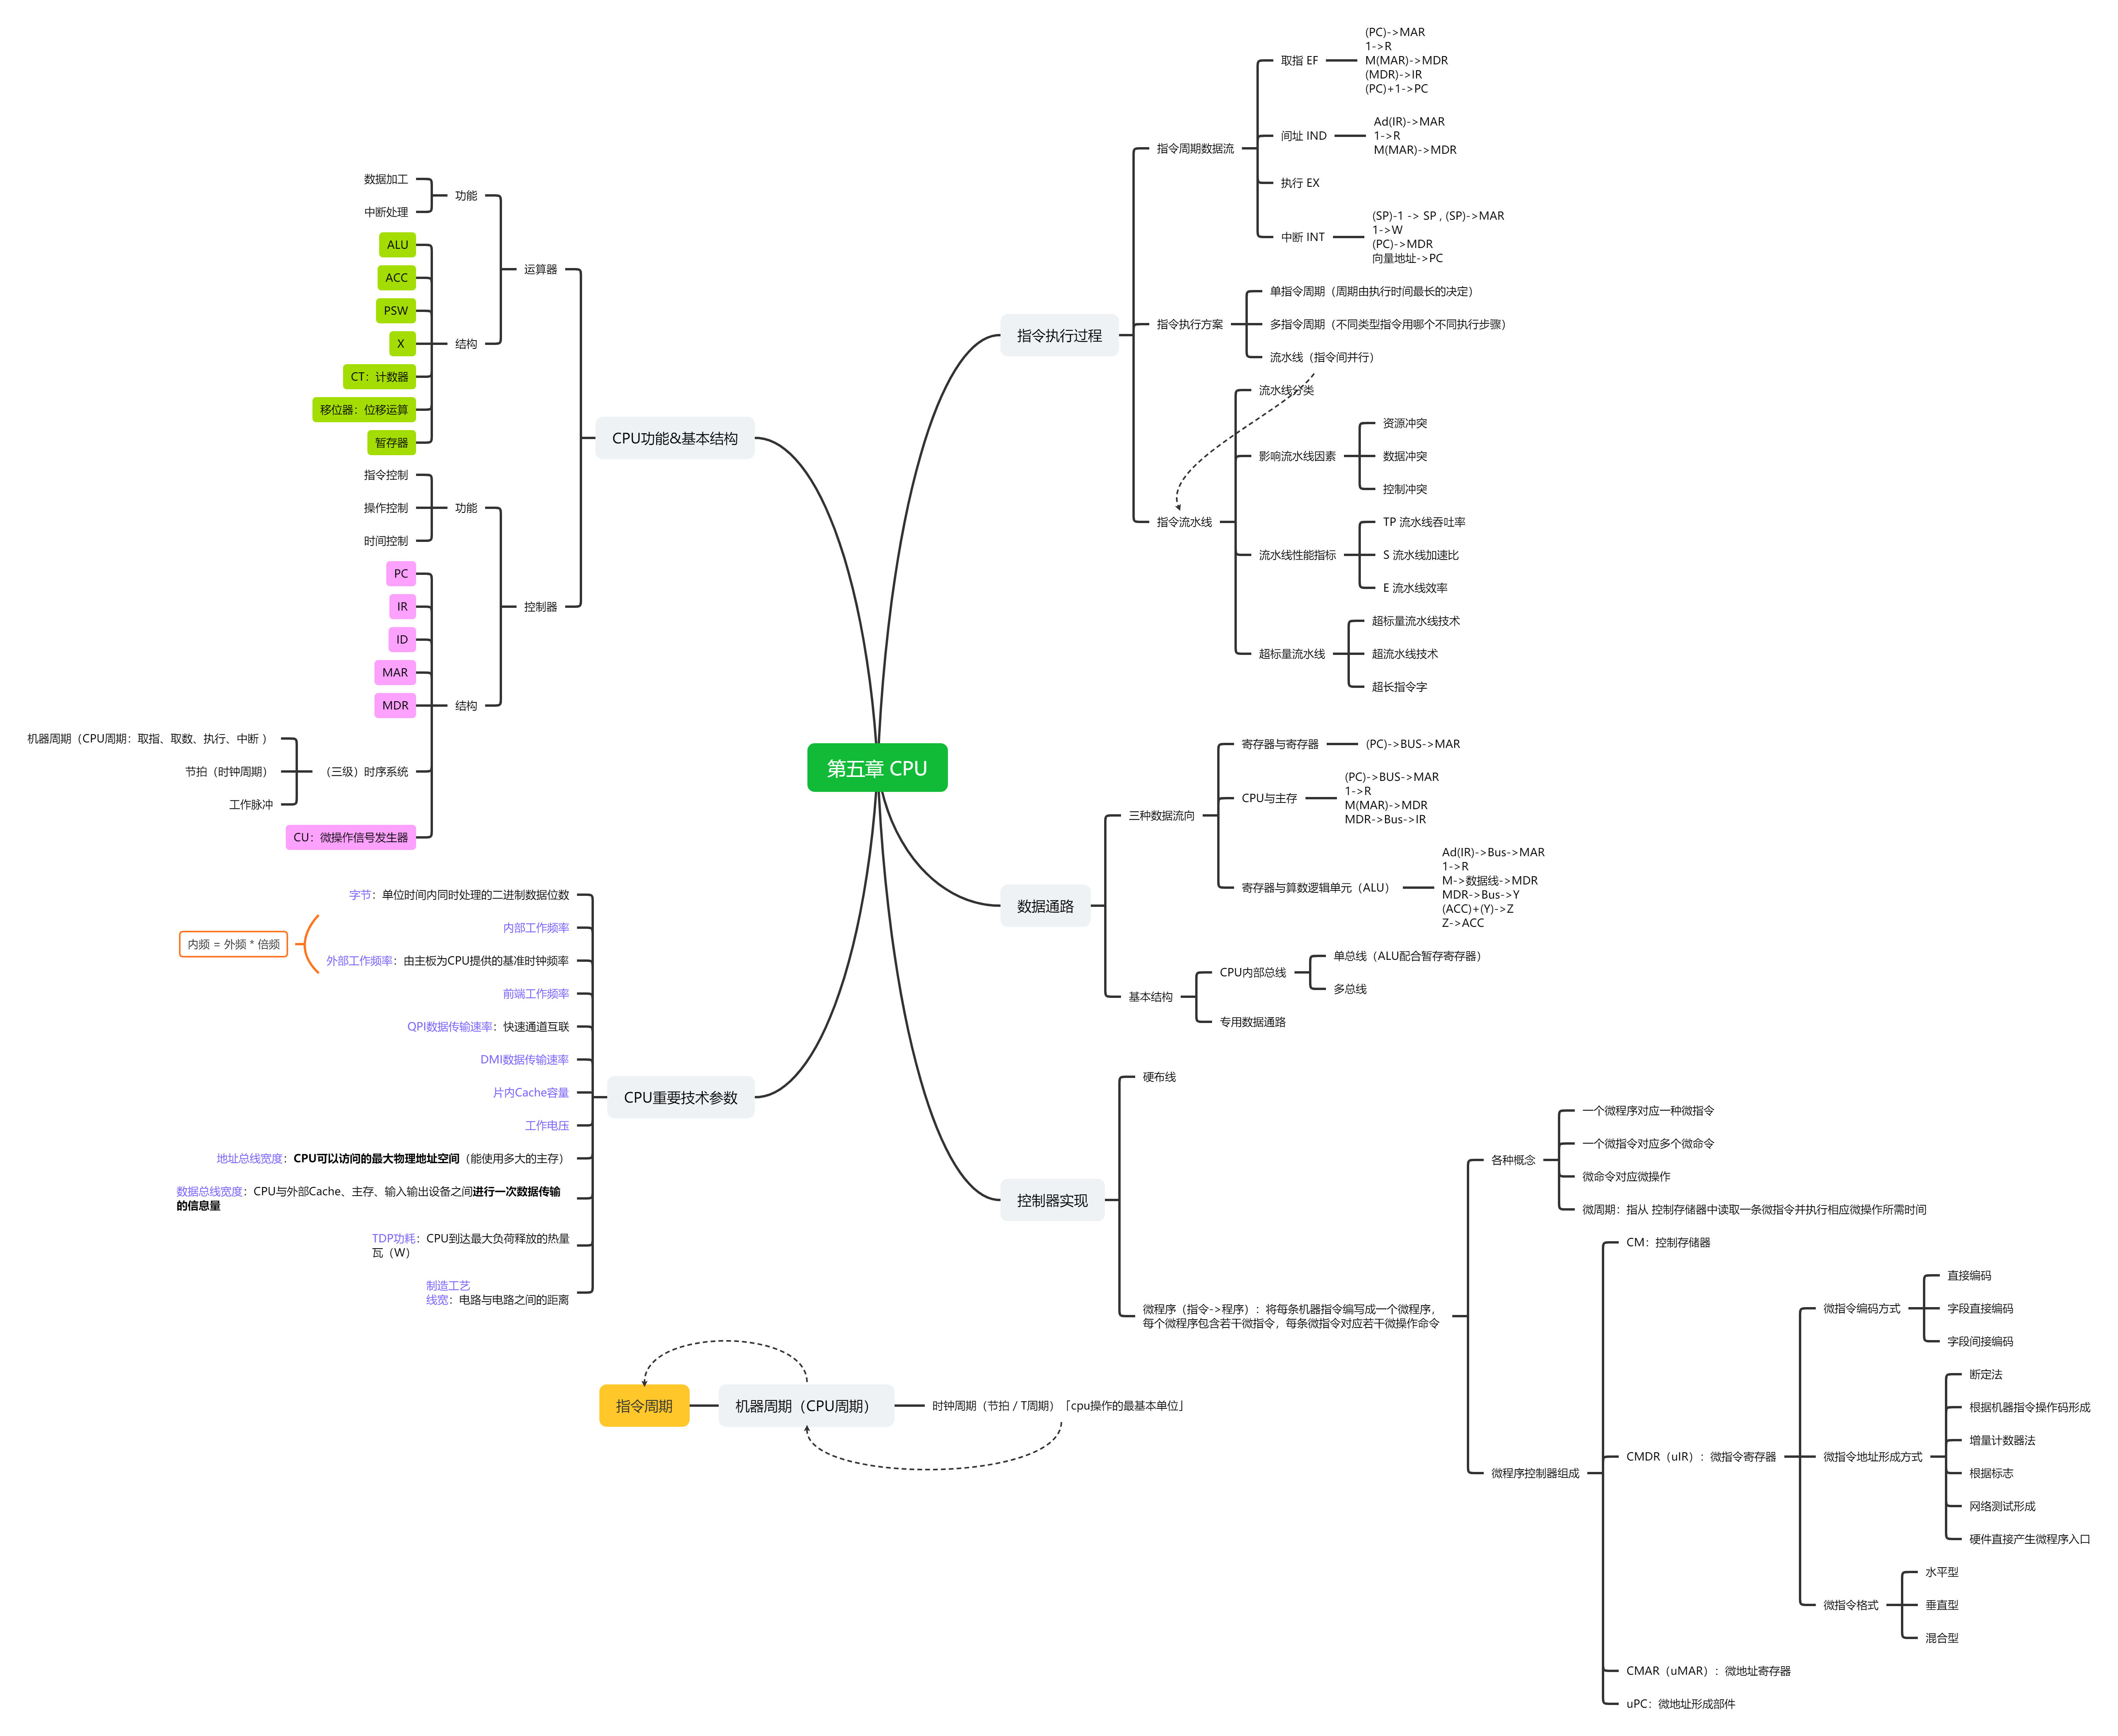 第五章 CPU
CPU功能&基本结构
运算器
功能
数据加工
中断处理
结构
ALU
ACC
PSW
X
CT：计数器
移位器：位移运算
暂存器
控制器
功能
指令控制
操作控制
时间控制
结构
PC
IR
ID
MAR
MDR
（三级）时序系统
机器周期（CPU周期：取指、取数、执行、中断 ）
节拍（时钟周期）
工作脉冲
CU：微操作信号发生器
CPU重要技术参数
字节：单位时间内同时处理的二进制数据位数
内部工作频率
外部工作频率：由主板为CPU提供的基准时钟频率
内频 = 外频 * 倍频
前端工作频率
QPI数据传输速率：快速通道互联
DMI数据传输速率
片内Cache容量
工作电压
地址总线宽度：CPU可以访问的最大物理地址空间（能使用多大的主存）
数据总线宽度：CPU与外部Cache、主存、输入输出设备之间进行一次数据传输
的信息量
TDP功耗：CPU到达最大负荷释放的热量
瓦（W）
制造工艺
线宽：电路与电路之间的距离
指令执行过程
指令周期数据流
取指 EF
(PC)->MAR
1->R
M(MAR)->MDR
(MDR)->IR
(PC)+1->PC
间址 IND
Ad(IR)->MAR
1->R
M(MAR)->MDR
执行 EX
中断 INT
(SP)-1 -> SP , (SP)->MAR
1->W
(PC)->MDR
向量地址->PC
指令执行方案
单指令周期（周期由执行时间最长的决定）
多指令周期（不同类型指令用哪个不同执行步骤）
流水线（指令间并行）
指令流水线
流水线分类
影响流水线因素
资源冲突
数据冲突
控制冲突
流水线性能指标
TP 流水线吞吐率
S 流水线加速比
E 流水线效率
超标量流水线
超标量流水线技术
超流水线技术
超长指令字
数据通路
三种数据流向
寄存器与寄存器
(PC)->BUS->MAR
CPU与主存
(PC)->BUS->MAR
1->R
M(MAR)->MDR
MDR->Bus->IR
寄存器与算数逻辑单元（ALU）
Ad(IR)->Bus->MAR
1->R
M->数据线->MDR
MDR->Bus->Y
(ACC)+(Y)->Z
Z->ACC
基本结构
CPU内部总线
单总线（ALU配合暂存寄存器）
多总线
专用数据通路
控制器实现
硬布线
微程序（指令->程序）：将每条机器指令编写成一个微程序，
每个微程序包含若干微指令，每条微指令对应若干微操作命令
各种概念
一个微程序对应一种微指令
一个微指令对应多个微命令
微命令对应微操作
微周期：指从 控制存储器中读取一条微指令并执行相应微操作所需时间
微程序控制器组成
CM：控制存储器
CMDR（uIR）：微指令寄存器
微指令编码方式
直接编码
字段直接编码
字段间接编码
微指令地址形成方式
断定法
根据机器指令操作码形成
增量计数器法
根据标志
网络测试形成
硬件直接产生微程序入口
微指令格式
水平型
垂直型
混合型
CMAR（uMAR）：微地址寄存器
uPC：微地址形成部件
指令周期
机器周期（CPU周期）
时钟周期（节拍 / T周期）「cpu操作的最基本单位」